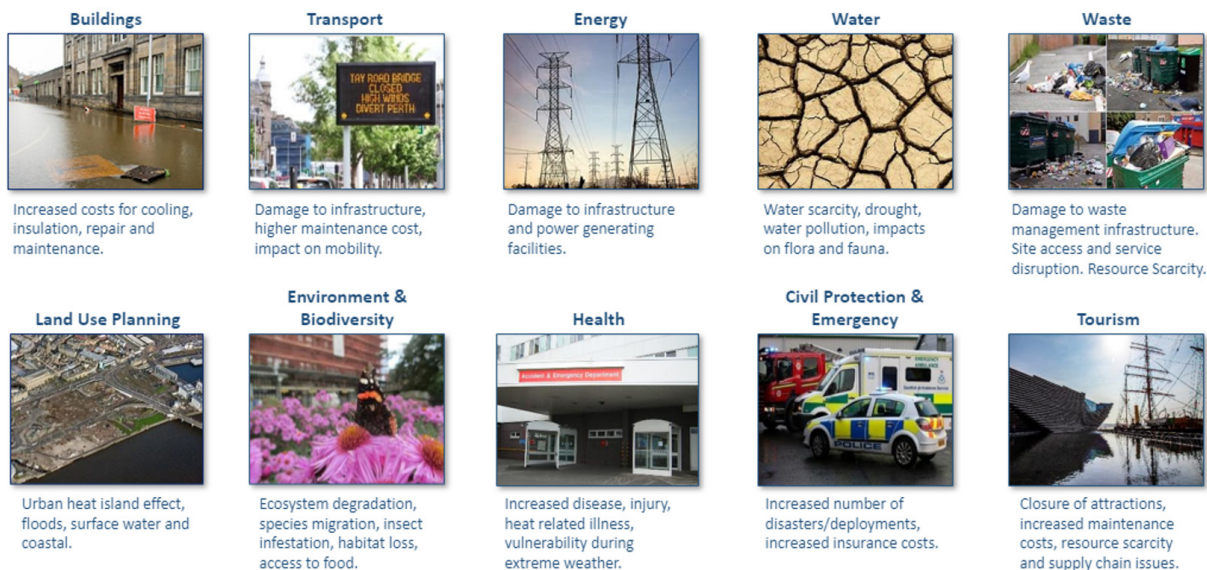 Buildings
Transport
Energy
Water
Waste
TAY ROAD BRIDGE
CLOSED
HIGH WINDS
DIVERT PERTH
Increased costs for cooling,
insulation, repair and
maintenance.
Damage to infrastructure,
higher maintenance cost,
impact on mobility.
Damage to infrastructure
and power generating
facilities.
Water scarcity, drought,
water pollution, impacts
on flora and fauna.
Damage to waste
management infrastructure.
Site access and service
disruption. Resource Scarcity.
Land Use Planning
Environment &
Biodiversity
Health
Civil Protection &
Emergency
Tourism
Accident & Emergency Department
EMERGENCY
AMBULANCE
Scottish Ambulance Service
POLICE
Urban heat island effect,
floods, surface water and
coastal.
Ecosystem degradation,
species migration, insect
infestation, habitat loss,
access to food.
Increased disease, injury,
heat related illness,
vulnerability during
extreme weather.
Increased number of
disasters/deployments,
increased insurance costs.
Closure of attractions,
increased maintenance
costs, resource scarcity
and supply chain issues.